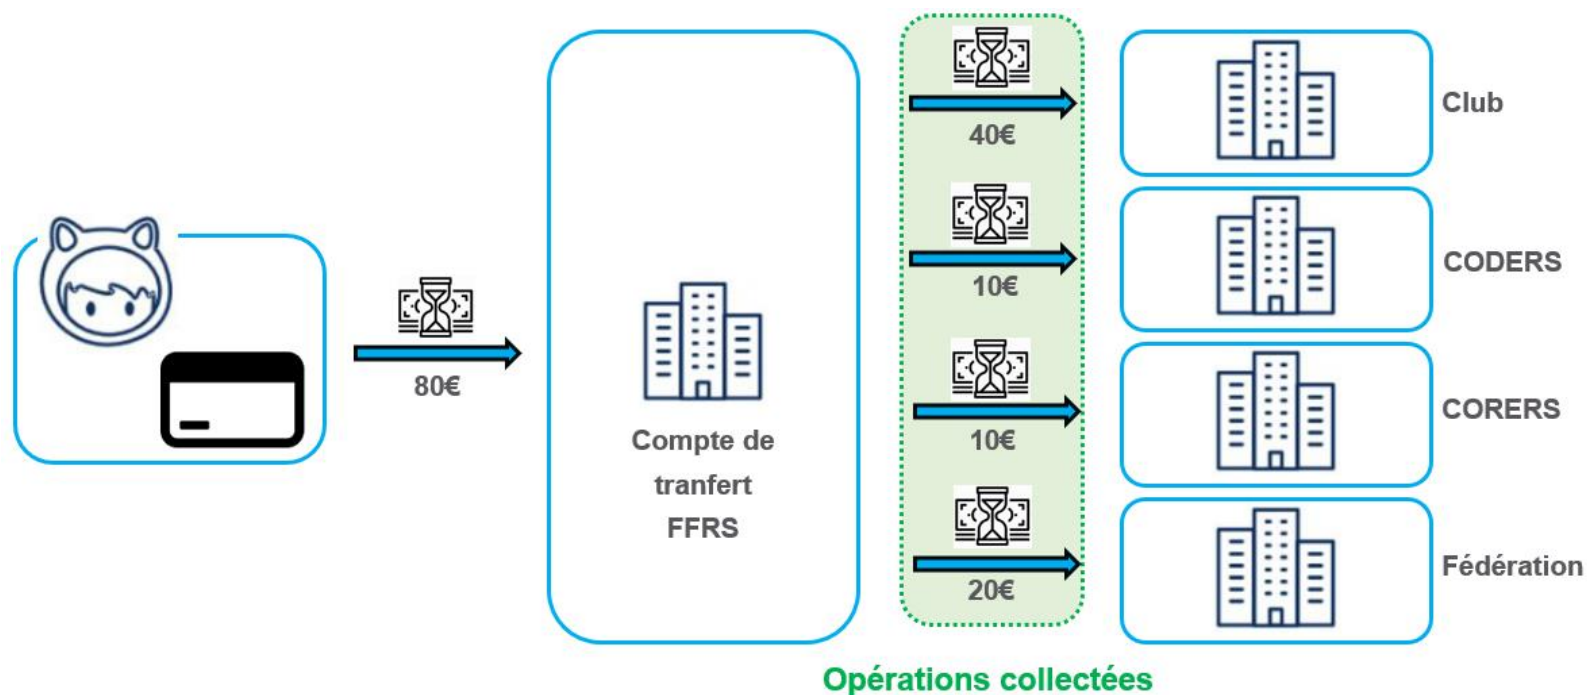 80€
Compte de
tranfert
FFRS
40€
10€
10€
20€
Club
CODERS
CORERS
Fédération
Opérations collectées